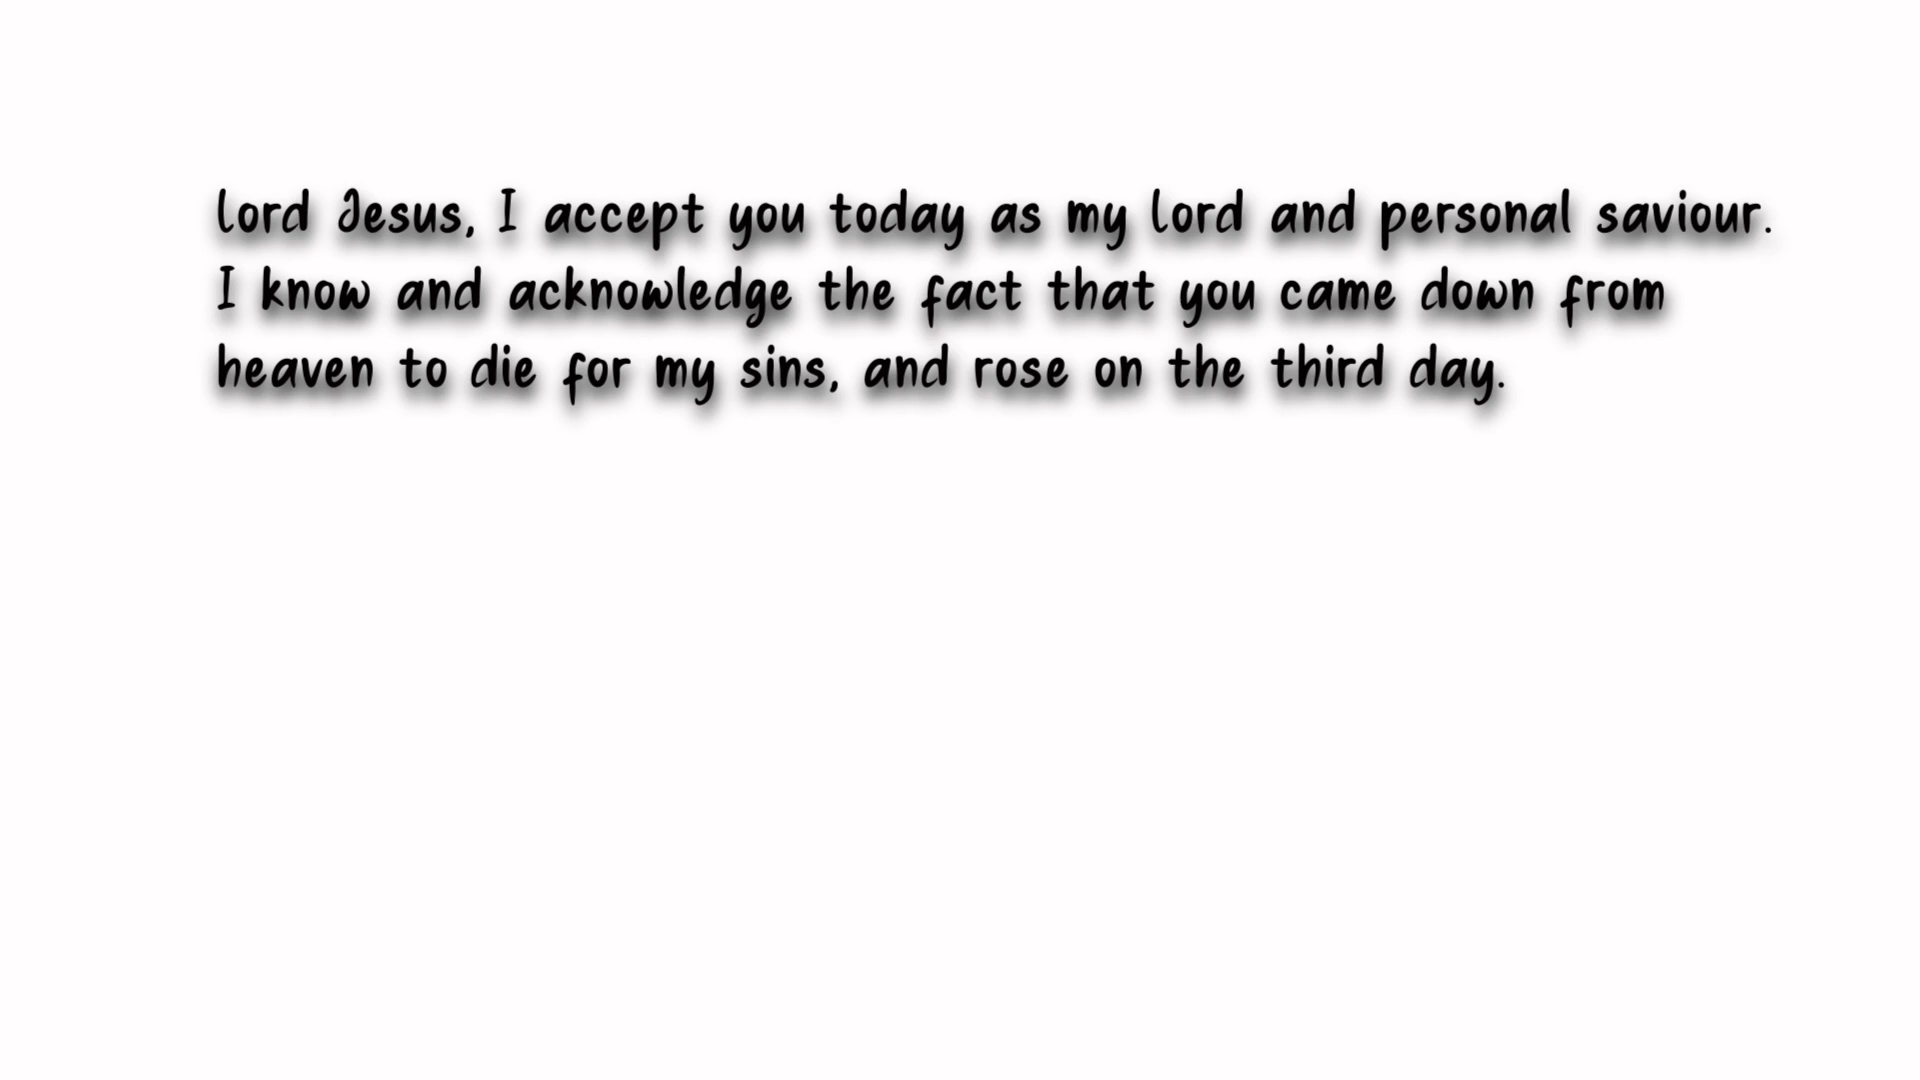 lord Jesus, I accept you today as my lord and personal saviour.
I know and acknowledge the fact that you came down from
heaven to die for my sins, and rose on the third day.